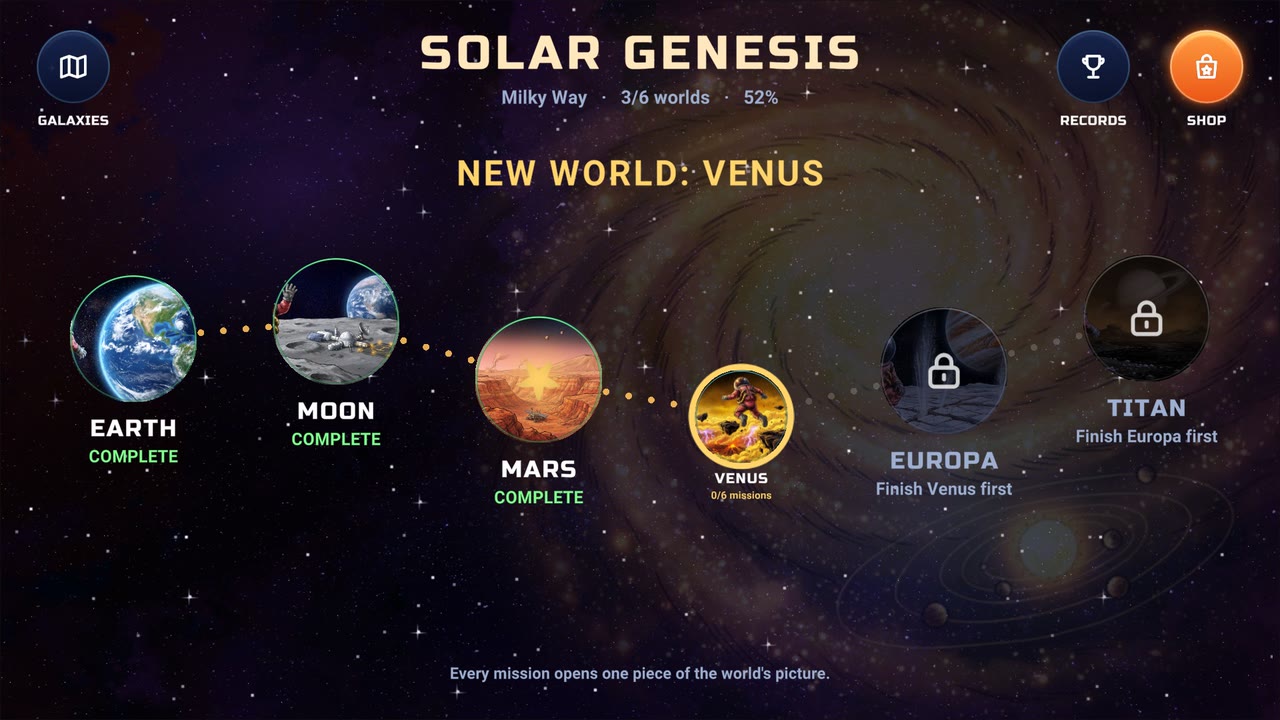 SOLAR GENESIS
Milky Way · 3/6 worlds · 52%
GALAXIES
RECORDS
SHOP
NEW WORLD: VENUS
EARTH
COMPLETE
MOON
COMPLETE
MARS
COMPLETE
VENUS
0/6 missions
EUROPA
Finish Venus first
TITAN
Finish Europa first
Every mission opens one piece of the world's picture.